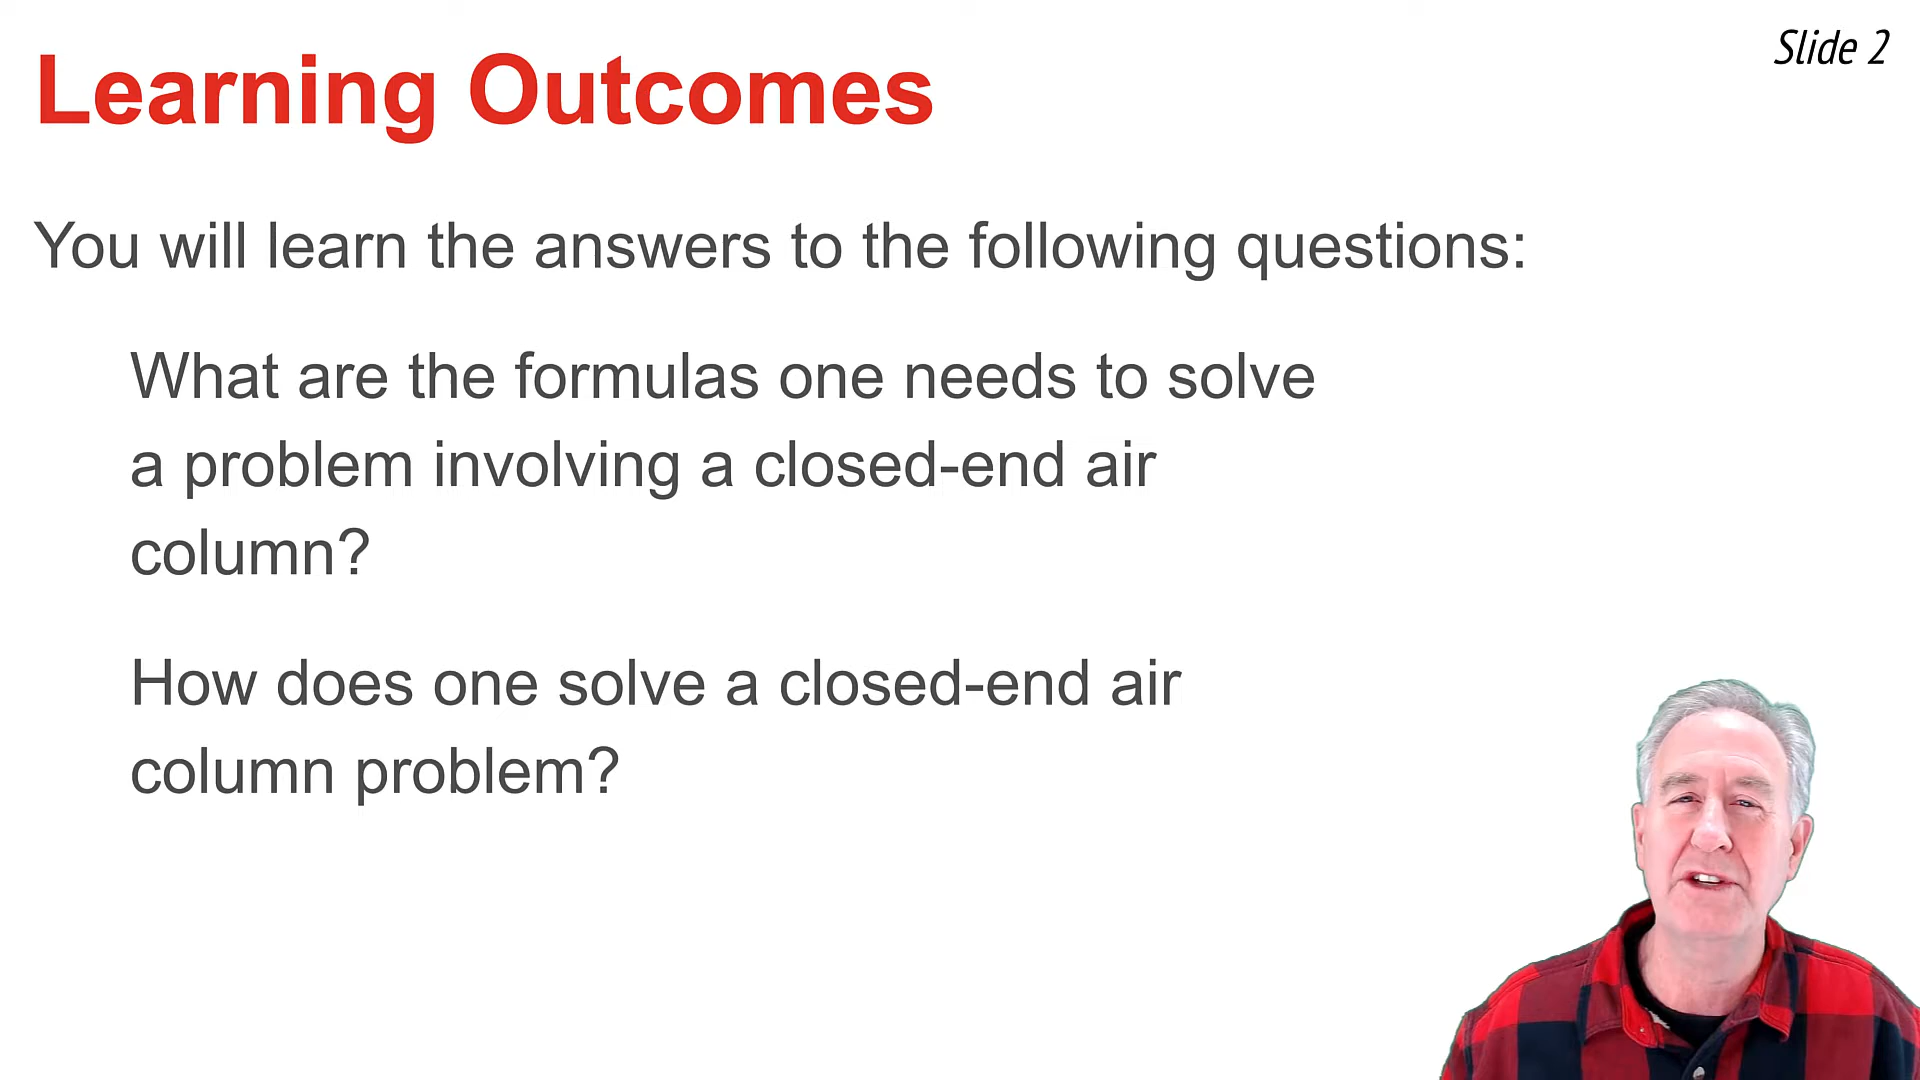 Slide 2
Learning Outcomes
You will learn the answers to the following questions:
What are the formulas one needs to solve
a problem involving a closed-end air
column?
How does one solve a closed-end air
column problem?